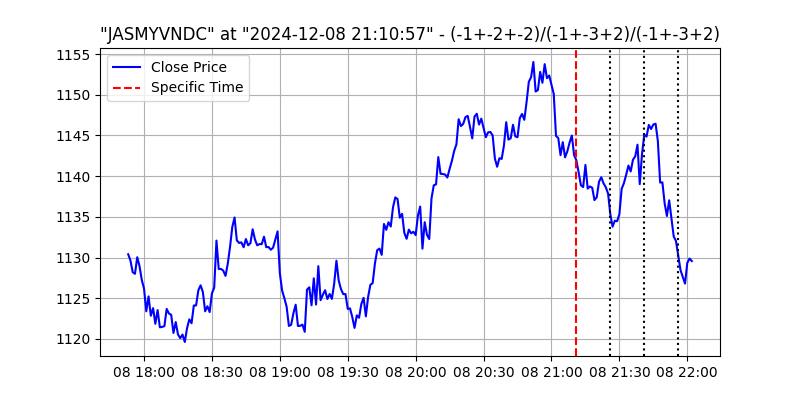 "JASMYVNDC" at "2024-12-08 21:10:57" - (-1+-2+-2)/(-1+-3+2)/(-1+-3+2)
Close Price
Specific Time
1155
1150
1145
1140
1135
1130
1125
1120
08 18:00 08 18:30 08 19:00 08 19:30 08 20:00 08 20:30 08 21:00 08 21:30 08 22:00